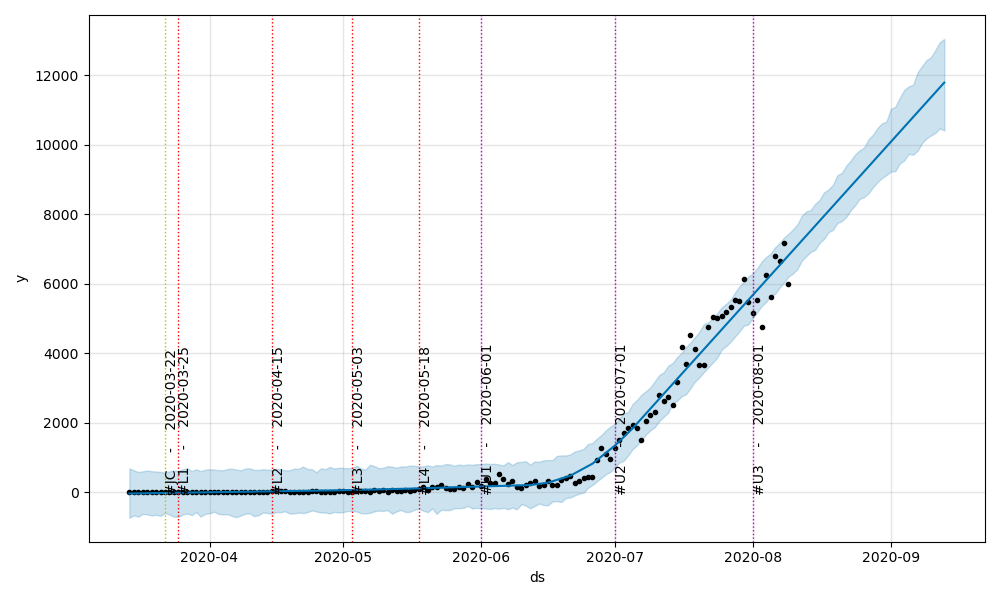 12000
10000
8000
6000
4000
2000
0
y
#JC - 2020-03-22
#L1 - 2020-03-25
#L2 - 2020-04-15
#L3 - 2020-05-03
#L4 - 2020-05-18
#U1 - 2020-06-01
#U2 - 2020-07-01
#U3 - 2020-08-01
2020-04 2020-05 2020-06 2020-07 2020-08 2020-09
ds